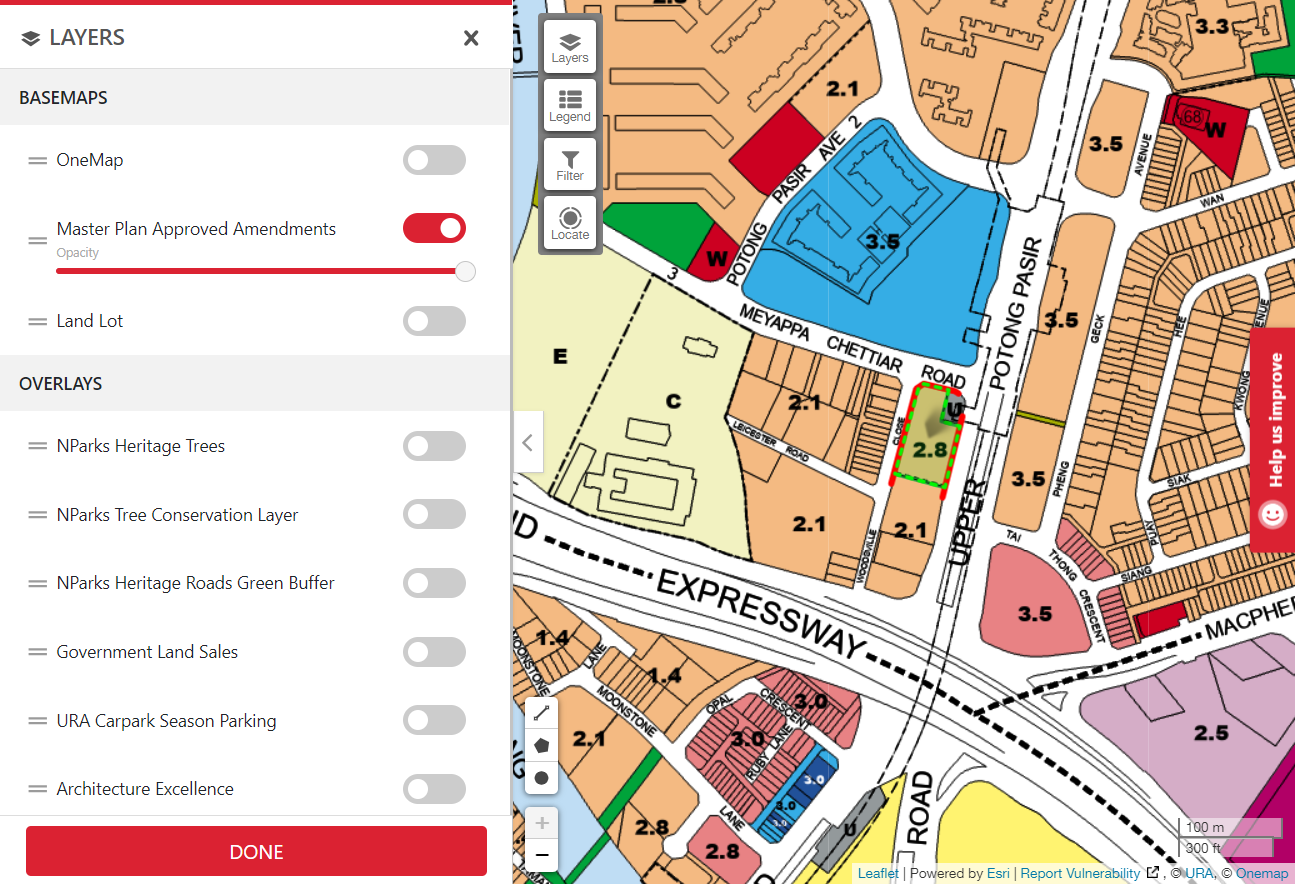 LAYERS
BASEMAPS
OneMap
Master Plan Approved Amendments
Opacity
Land Lot
OVERLAYS
NParks Heritage Trees
NParks Tree Conservation Layer
NParks Heritage Roads Green Buffer
Government Land Sales
URA Carpark Season Parking
Architecture Excellence
DONE
Layers
Legend
Filter
Locate
2.1
3.3
68
W
3.5
AVENUE
WAN
POTONG PASIR AVE 2
3.5
W
3
POTONG PASIR
3.5
GECK
HEE
KWONG
MEYAPPA CHETTIAR ROAD
E
C
2.1
LEICESTER ROAD
CLOSE
U
2.8
3.5
PHENG
SIAK
PUAY
2.1
2.1
WOODSVILLE
UPPER
TAI
THONG
CRESCENT
SIANG
3.5
EXPRESSWAY
1.4
MOONSTONE
LANE
1.4
MOONSTONE
OPAL
CRESCENT
3.0
3.0
RUBY LANE
3.0
3.0
3.0
2.1
2.8
LANE
2.8
U
ROAD
2.5
Help us improve
100 m
300 ft
Leaflet | Powered by Esri | Report Vulnerability , © URA, © Onemap